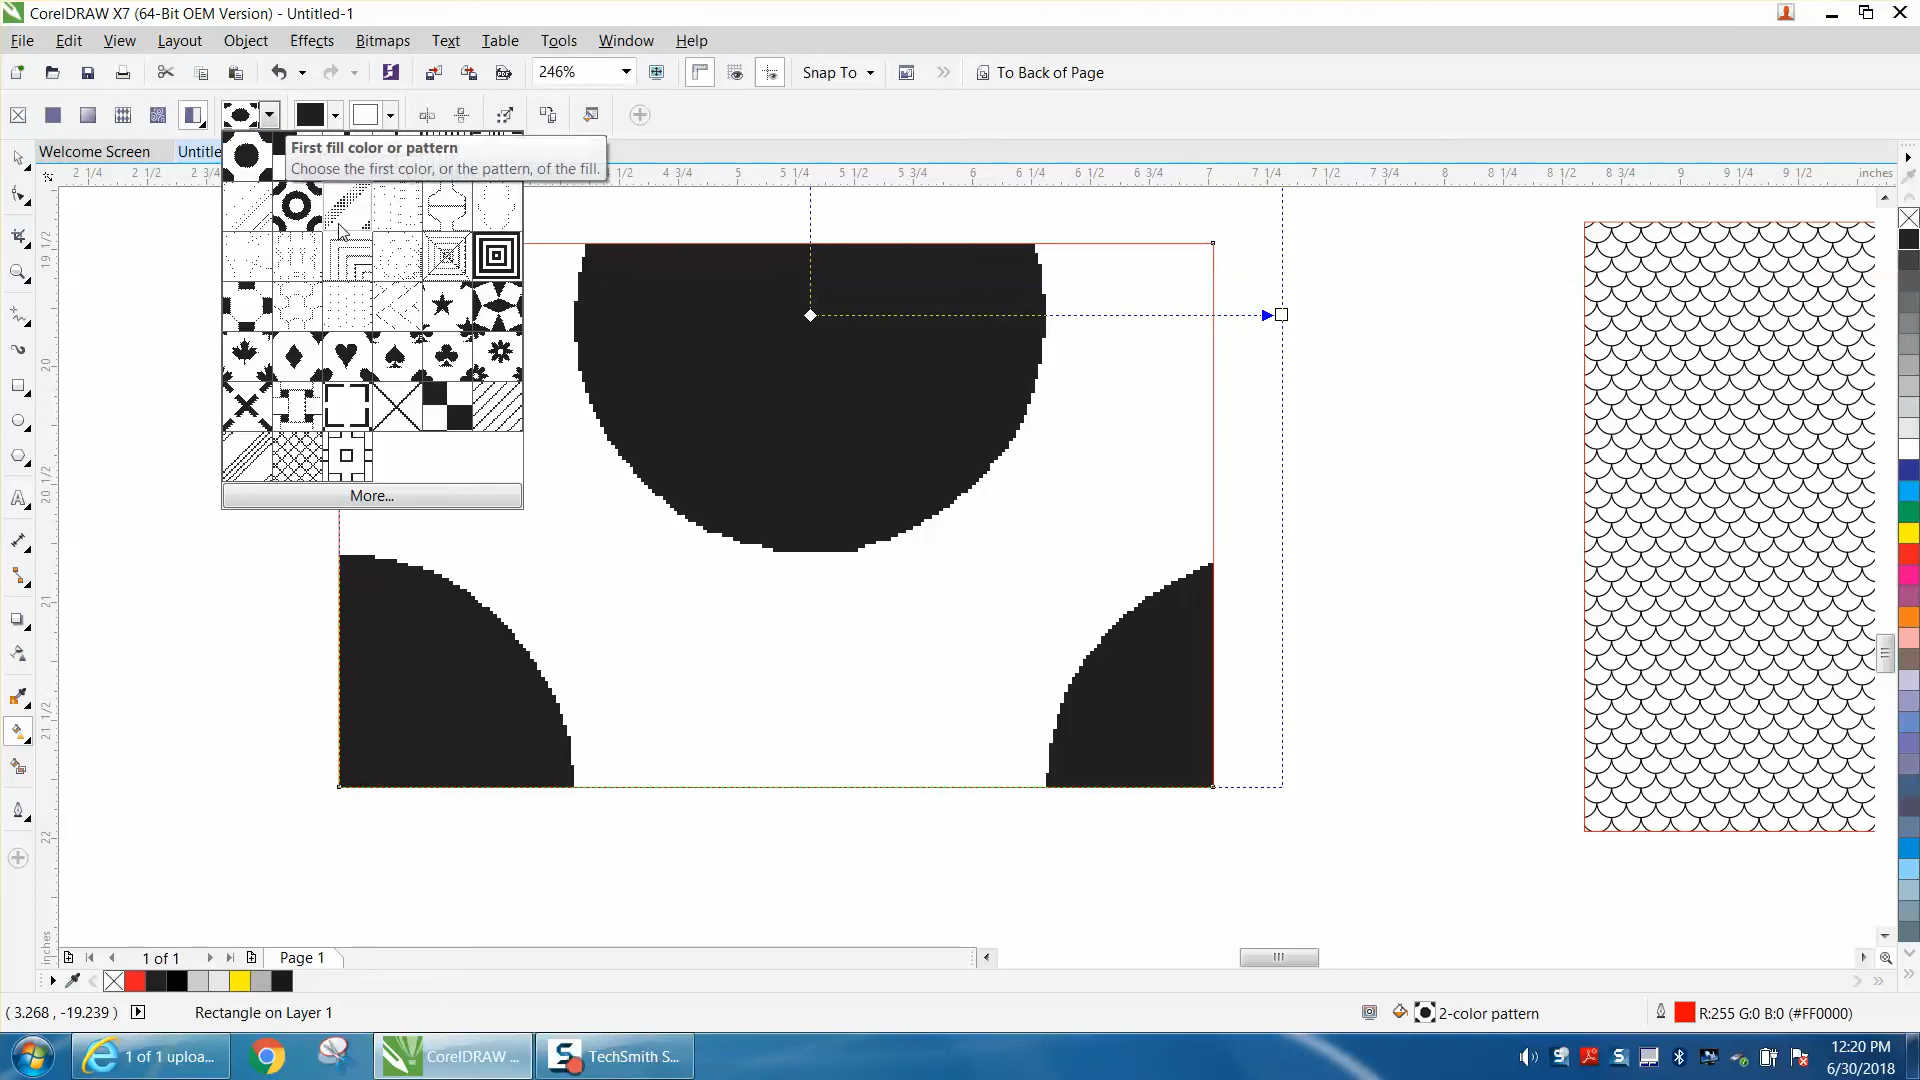 CorelDRAW X7 (64-Bit OEM Version) - Untitled-1
File Edit View Layout Object Effects Bitmaps Text Table Tools Window Help
246% Snap To To Back of Page
First fill color or pattern
Choose the first color, or the pattern, of the fill.
Welcome Screen Untitle
2 1/4 2 1/2 2 3/4 1/2 4 3/4 5 5 1/4 5 1/2 5 3/4 6 6 1/4 6 1/2 6 3/4 7 7 1/4 7 1/2 7 3/4 8 8 1/4 8 1/2 8 3/4 9 9 1/4 9 1/2 inches
19 1/2
20
20 1/2
21
21 1/2
22
inches
More...
1 of 1 Page 1
( 3.268 , -19.239 ) Rectangle on Layer 1 2-color pattern R:255 G:0 B:0 (#FF0000)
1 of 1 uploa... CorelDRAW ... TechSmith S... 12:20 PM
6/30/2018